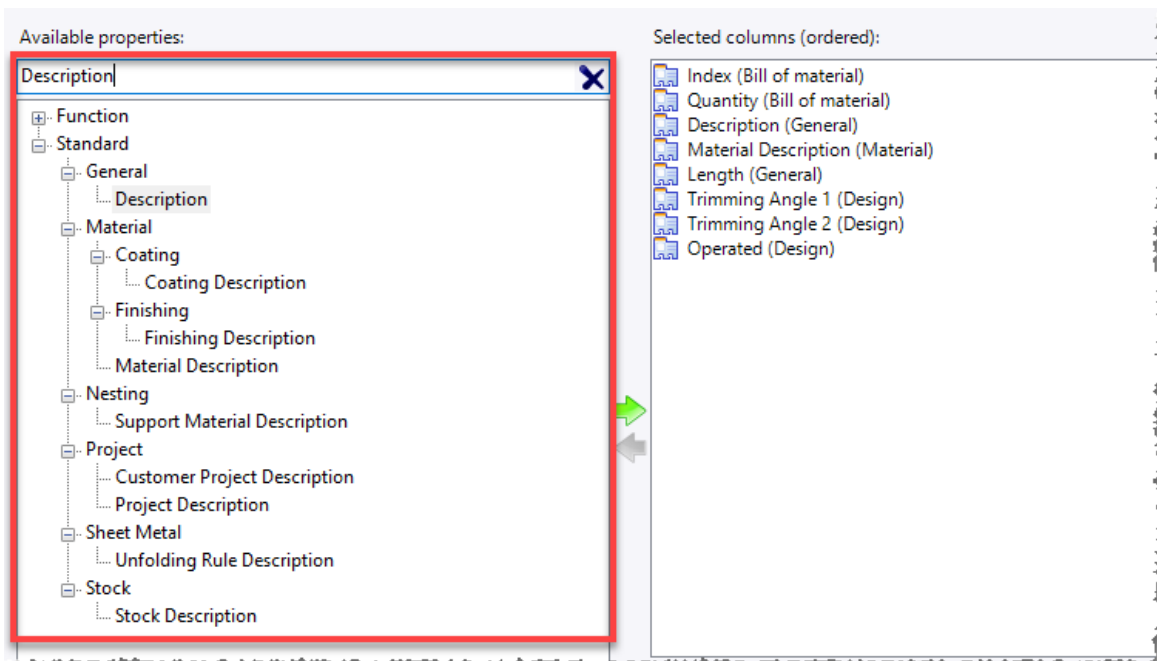 Available properties:
Description
Function
Standard
General
Description
Material
Coating
Coating Description
Finishing
Finishing Description
Material Description
Nesting
Support Material Description
Project
Customer Project Description
Project Description
Sheet Metal
Unfolding Rule Description
Stock
Stock Description
Selected columns (ordered):
Index (Bill of material)
Quantity (Bill of material)
Description (General)
Material Description (Material)
Length (General)
Trimming Angle 1 (Design)
Trimming Angle 2 (Design)
Operated (Design)